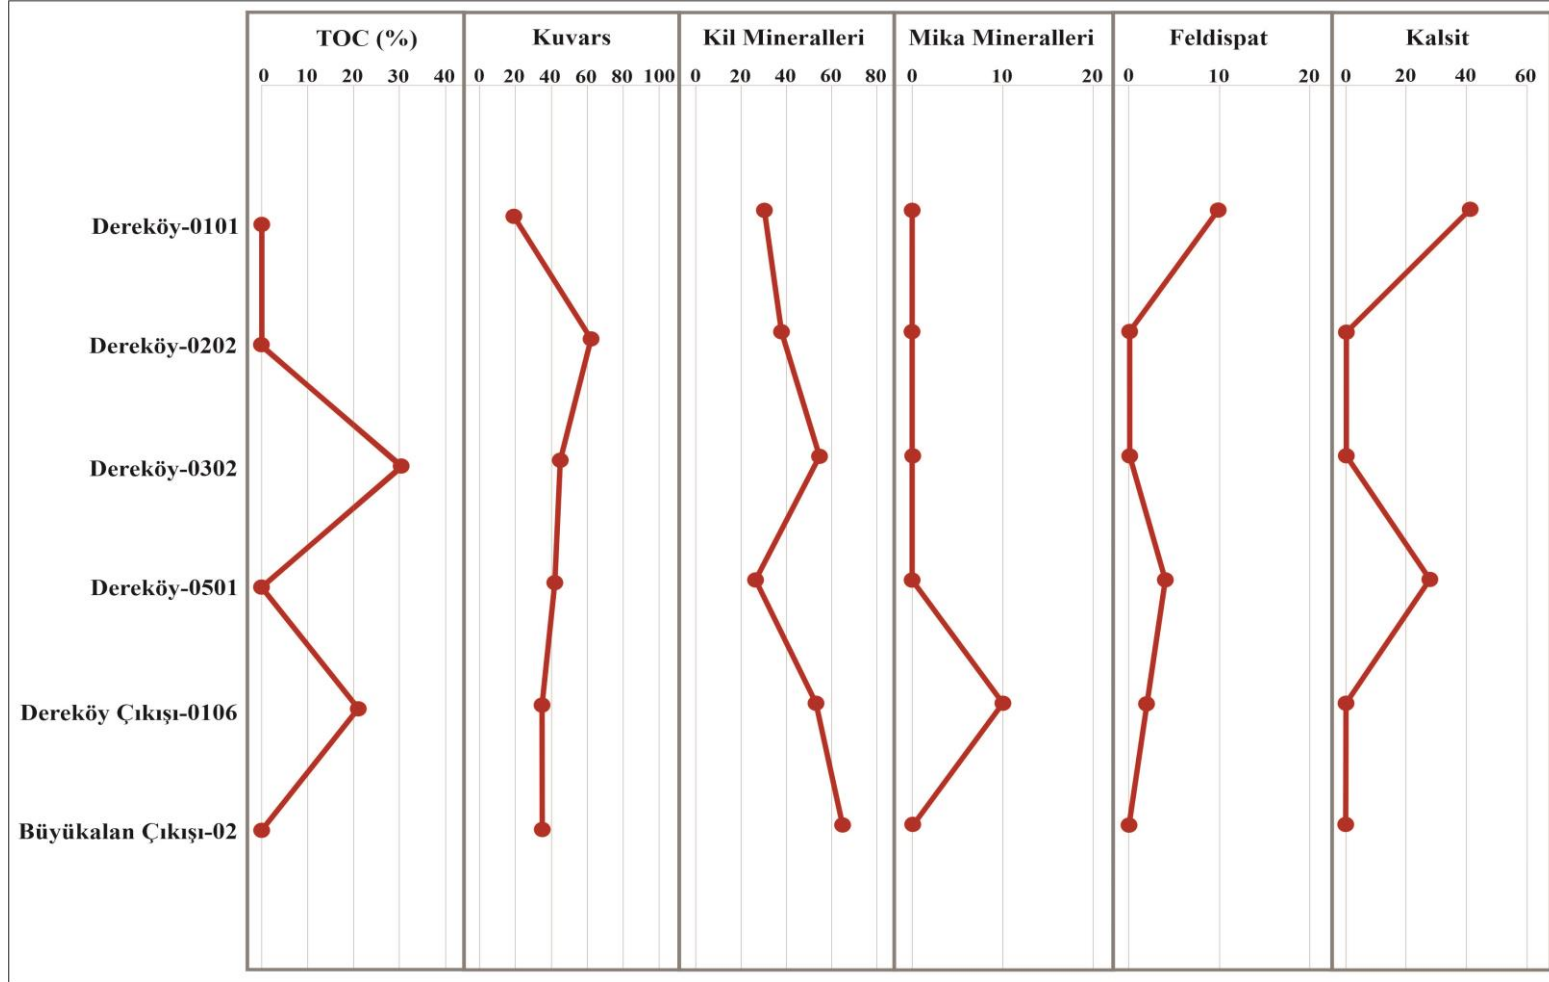 TOC (%) Kuvars Kil Mineralleri Mika Mineralleri Feldispat Kalsit
0 10 20 30 40 0 20 40 60 80 100 0 20 40 60 80 0 10 20 0 10 20 0 20 40 60
Dereköy-0101
Dereköy-0202
Dereköy-0302
Dereköy-0501
Dereköy Çıkışı-0106
Büyükalan Çıkışı-02